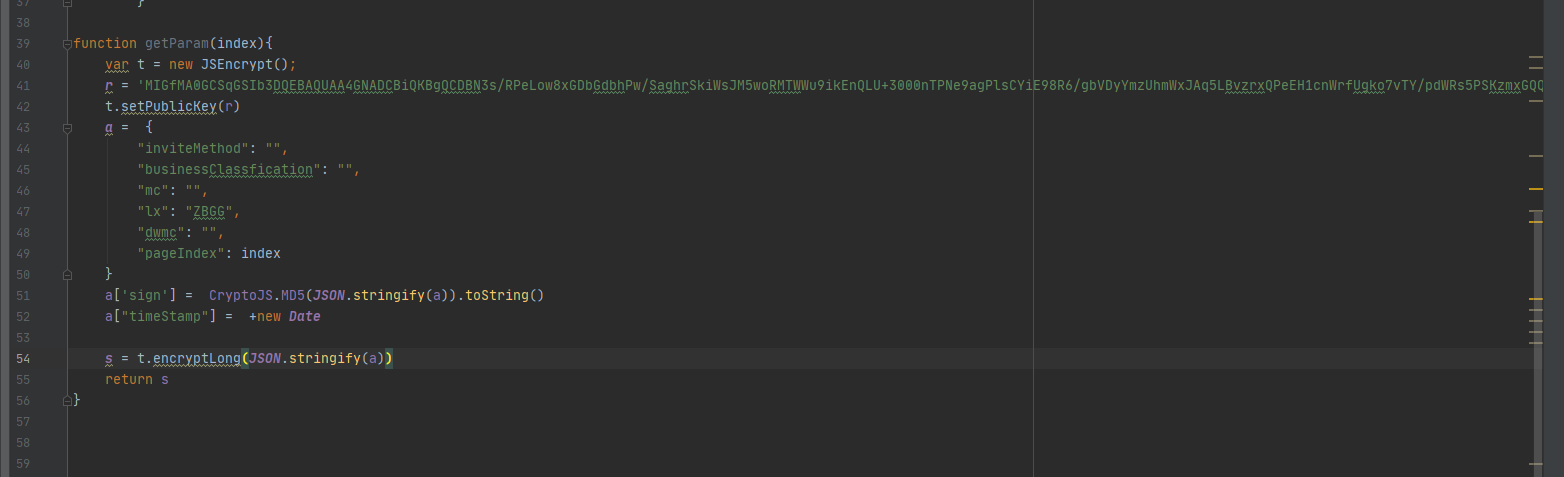 37 }
38
39 function getParam(index){
40 var t = new JSEncrypt();
41 r = 'MIGfMA0GCSqGSIb3DQEBAQUAA4GNADCBiQKBgQCDBN3s/RPeLow8xGDbGdbhPw/SaghrSkiWsJM5woRMTWWu9ikEnQLU+3000nTPNe9agPlsCYiE98R6/gbVDyYmzUhmWxJAq5LBvzrxQPeEH1cnWrfUgko7vTY/pdWRs5PSKzmxGQQ
42 t.setPublicKey(r)
43 a = {
44 "inviteMethod": "",
45 "businessClassfication": "",
46 "mc": "",
47 "lx": "ZBGG",
48 "dwmc": "",
49 "pageIndex": index
50 }
51 a['sign'] = CryptoJS.MD5(JSON.stringify(a)).toString()
52 a["timeStamp"] = +new Date
53
54 s = t.encryptLong(JSON.stringify(a))
55 return s
56 }
57
58
59